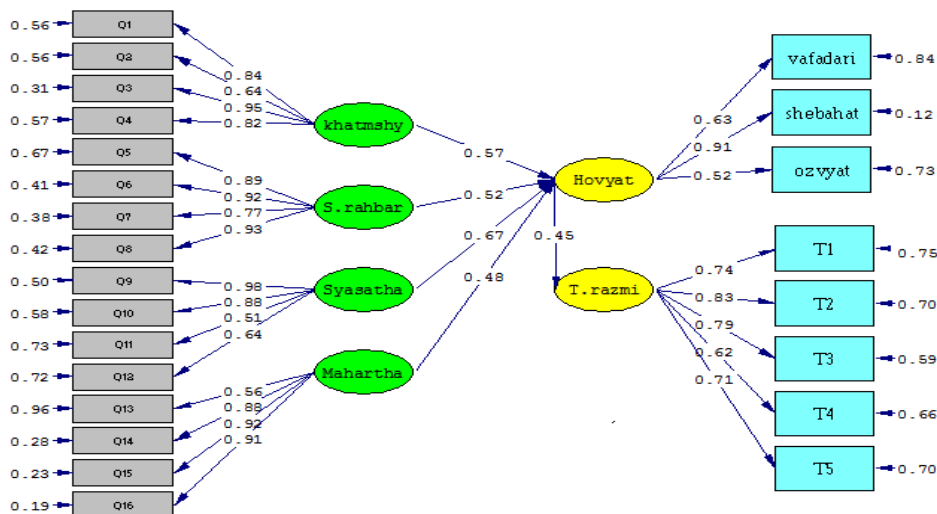 0.56 Q1
0.56 Q2
0.31 Q3
0.57 Q4
0.67 Q5
0.41 Q6
0.38 Q7
0.42 Q8
0.50 Q9
0.58 Q10
0.73 Q11
0.72 Q12
0.96 Q13
0.28 Q14
0.23 Q15
0.19 Q16
0.84
0.64
0.95
0.82
0.89
0.92
0.77
0.93
0.98
0.88
0.51
0.64
0.56
0.88
0.92
0.91
khatmshy
S.rahbar
Syasatha
Mahartha
0.57
0.52
0.67
0.48
Hovyat
0.45
T.razmi
0.63
0.91
0.52
0.74
0.83
0.79
0.62
0.71
vafadari 0.84
shebahat 0.12
ozvyat 0.73
T1 0.75
T2 0.70
T3 0.59
T4 0.66
T5 0.70